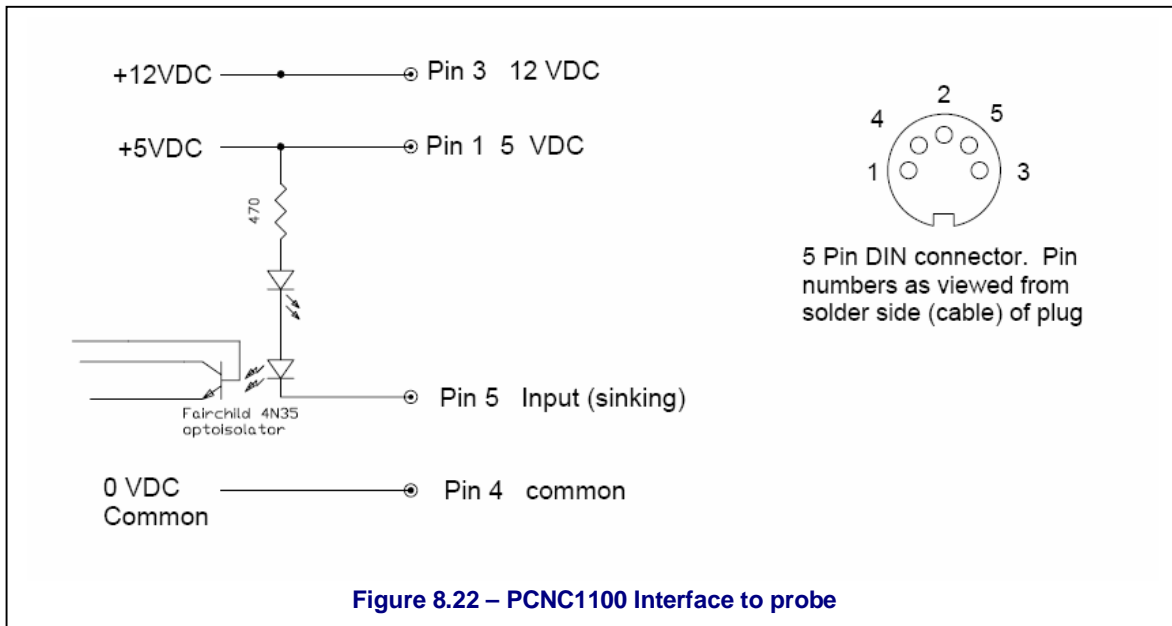 +12VDC
Pin 3 12 VDC
+5VDC
Pin 1 5 VDC
470
Fairchild 4N35
optoisolator
Pin 5 Input (sinking)
0 VDC
Common
Pin 4 common
2
4
5
1
3
5 Pin DIN connector. Pin
numbers as viewed from
solder side (cable) of plug
Figure 8.22 – PCNC1100 Interface to probe